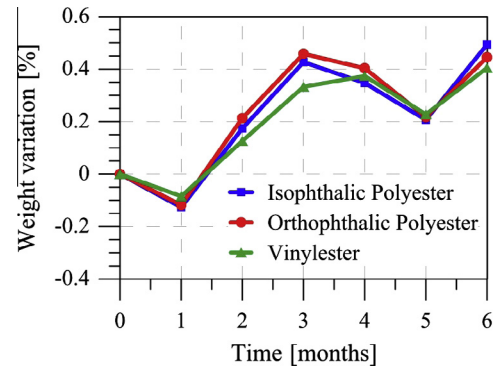 0.6
0.4
0.2
0
-0.2
-0.4
Weight variation [%]
Isophthalic Polyester
Orthophthalic Polyester
Vinylester
0 1 2 3 4 5 6
Time [months]